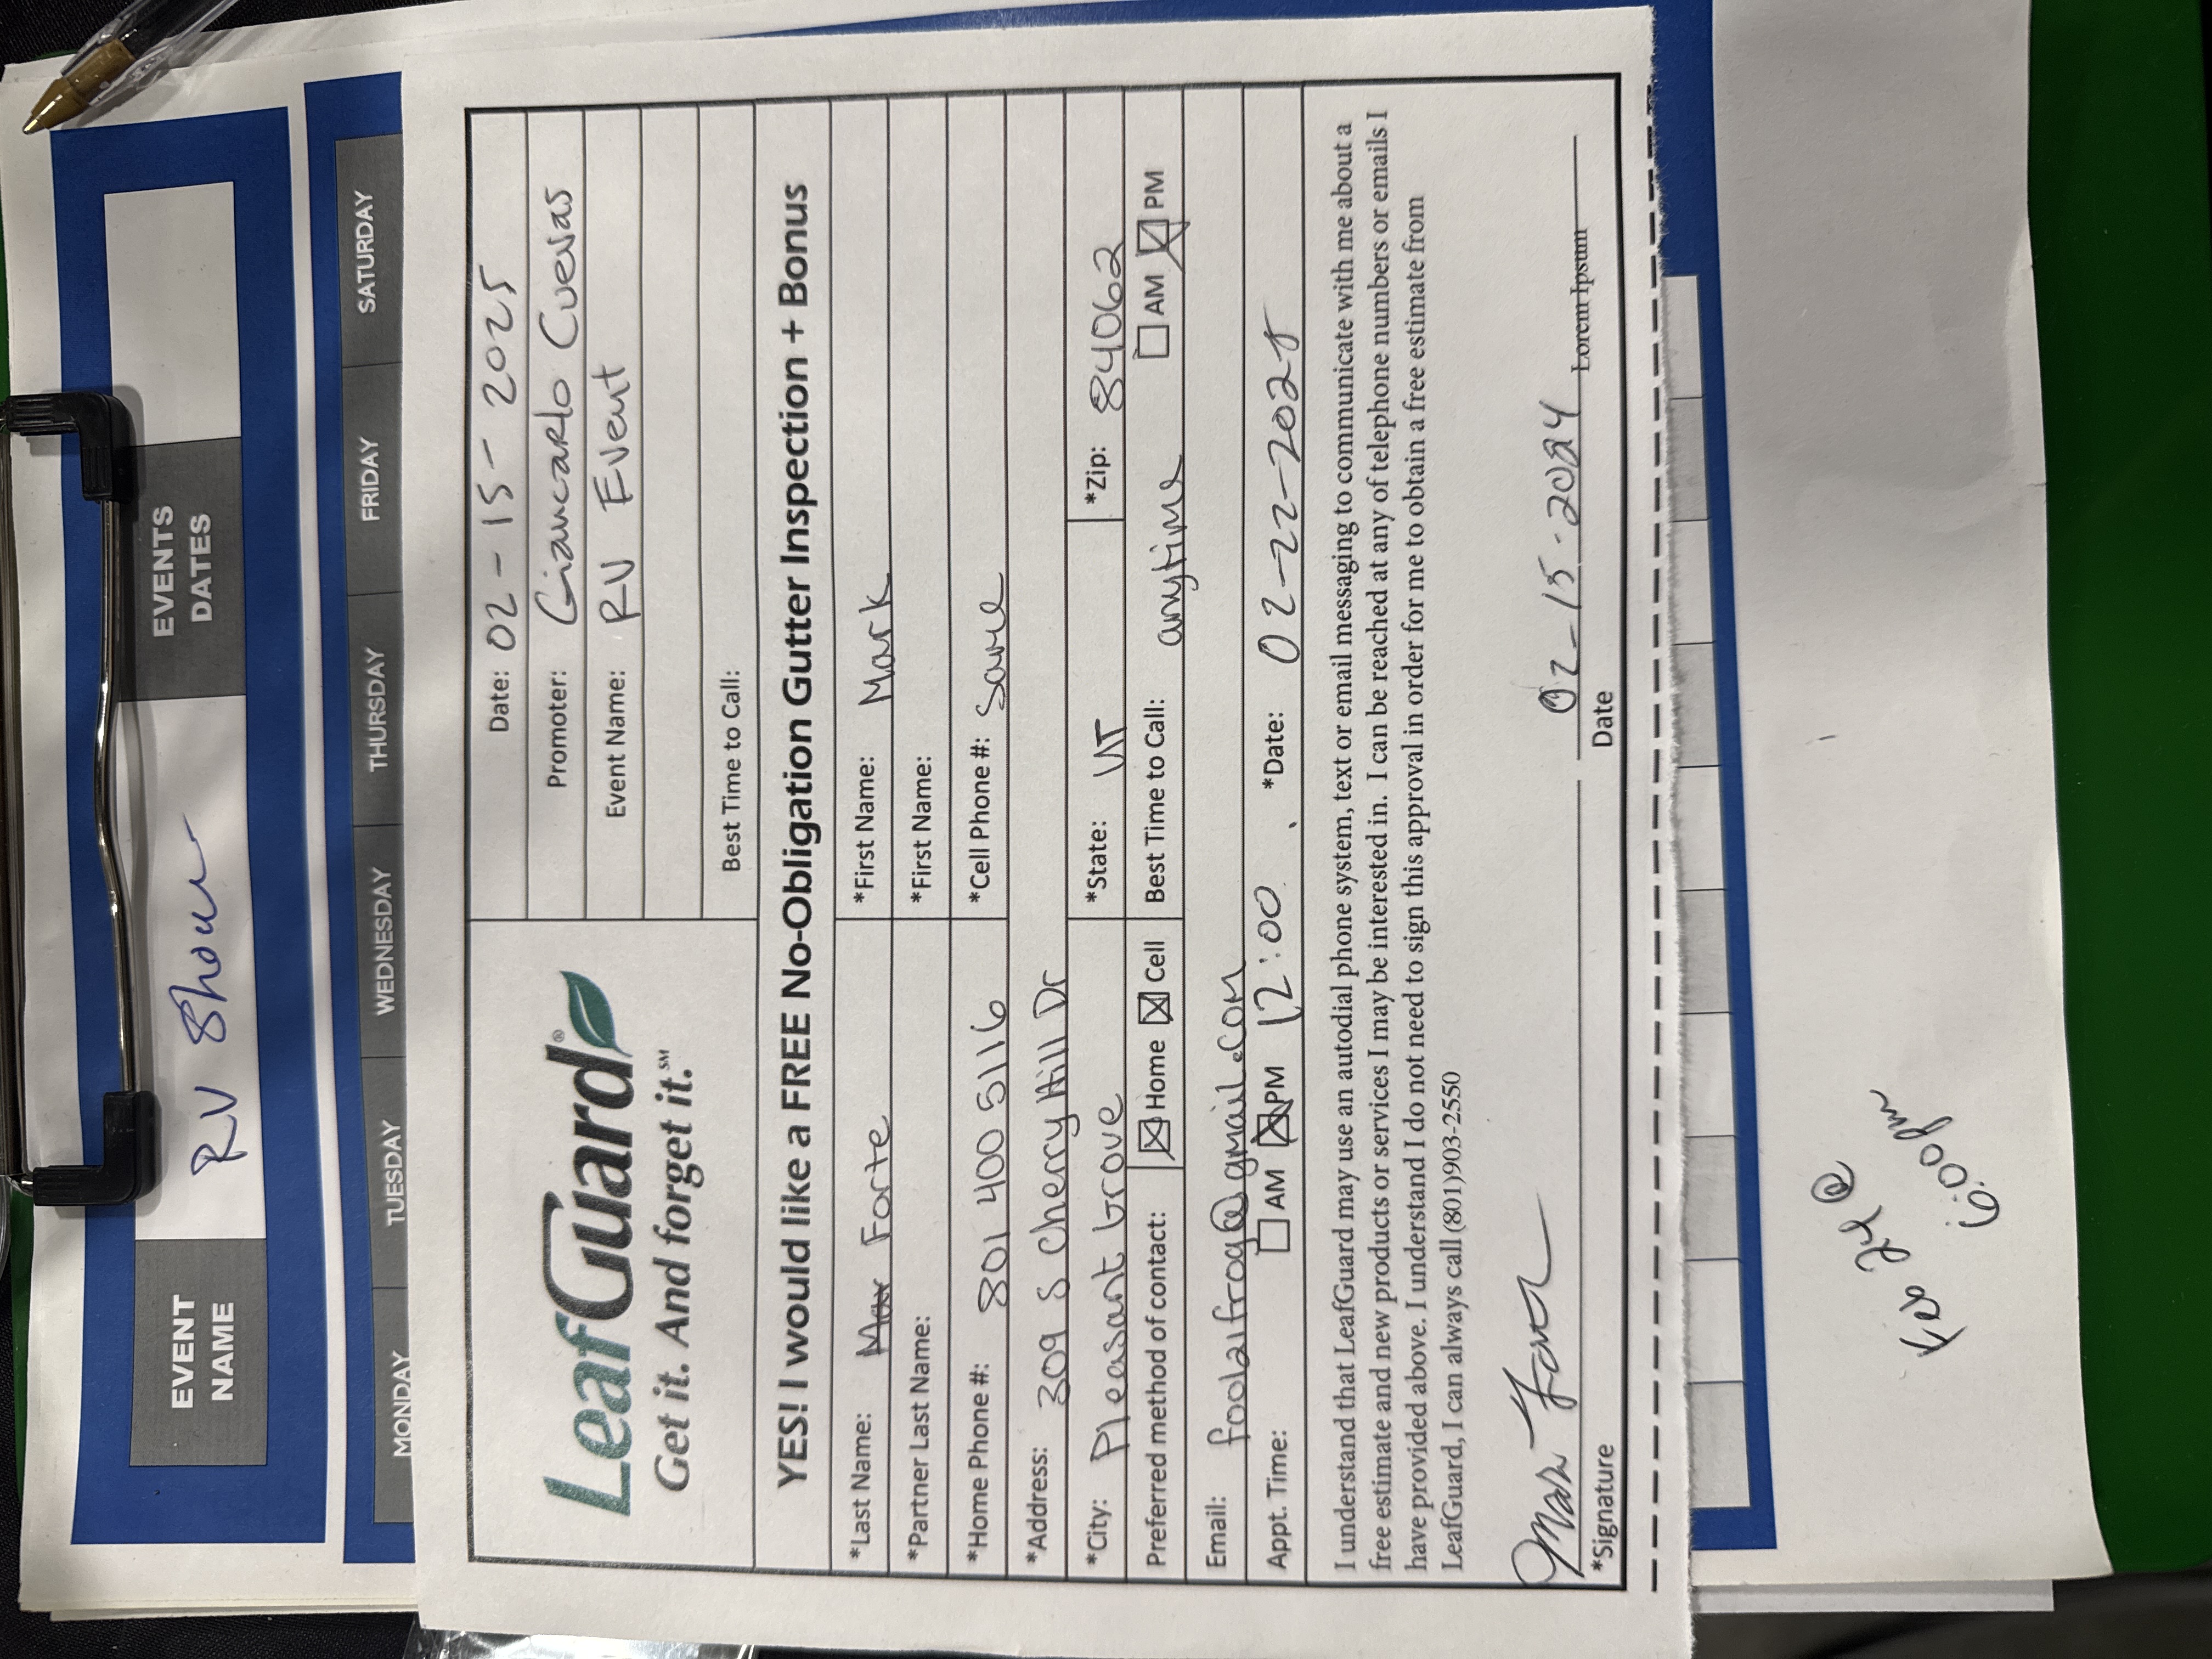 EVENT NAME RV Show EVENTS DATES
MONDAY TUESDAY WEDNESDAY THURSDAY FRIDAY SATURDAY
LeafGuard®
Get it. And forget it.℠
Date: 02-15-2025
Promoter: Giancarlo Cuevas
Event Name: RV Event
Best Time to Call:
YES! I would like a FREE No-Obligation Gutter Inspection + Bonus
*Last Name: Mar Forte *First Name: Mark
*Partner Last Name: *First Name:
*Home Phone #: 801 400 5116 *Cell Phone #: Same
*Address: 309 S Cherry Hill Dr
*City: Pleasant Grove *State: UT *Zip: 84062
Preferred method of contact: ☒ Home ☒ Cell Best Time to Call: anytime ☐ AM ☒ PM
Email: fool21frog@gmail.com
Appt. Time: ☐ AM ☒ PM 12:00 *Date: 02-22-2025
I understand that LeafGuard may use an autodial phone system, text or email messaging to communicate with me about a
free estimate and new products or services I may be interested in. I can be reached at any of telephone numbers or emails I
have provided above. I understand I do not need to sign this approval in order for me to obtain a free estimate from
LeafGuard, I can always call (801)903-2550
02-15-2024 Lorem Ipsum
*Signature Date
Feb 24 @
6:00pm